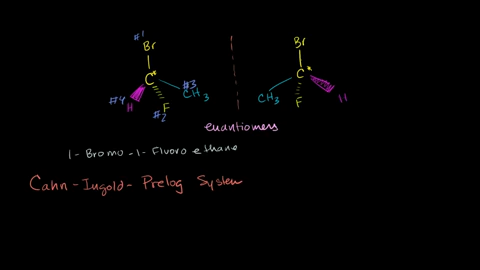 #1
Br
Br
C*
#3
CH3
#4
H
F
#2
C*
CH3
F
H
enantiomers
1-Bromo-1-Fluoro ethane
Cahn-Ingold-Prelog System